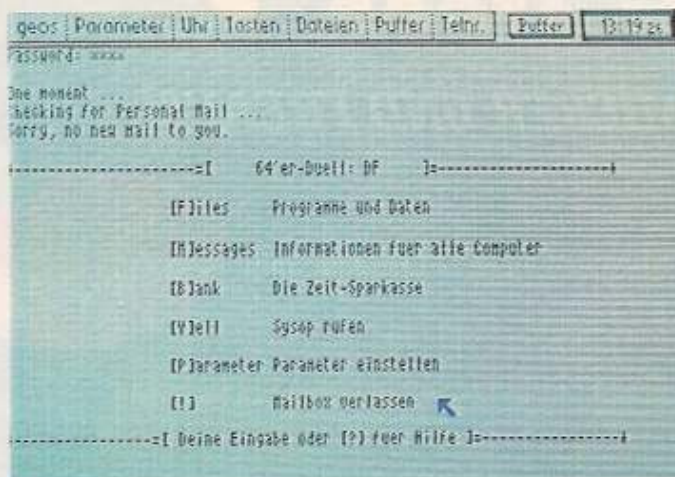 geos Parameter Uhr Tasten Dateien Puffer Telnr. Puffer 13:19
Password: xxxx
One moment ...
Checking for Personal Mail ...
Sorry, no new Mail to you.
--------------------=[ 64'er-Duell: DF ]=--------------------
[F]iles Programme und Daten
[M]essages Informationen fuer alle Computer
[B]ank Die Zeit-Sparkasse
[Y]ell Sysop rufen
[P]arameter Parameter einstellen
[!] Mailbox verlassen
----------------=[ Deine Eingabe oder [?] fuer Hilfe ]=----------------